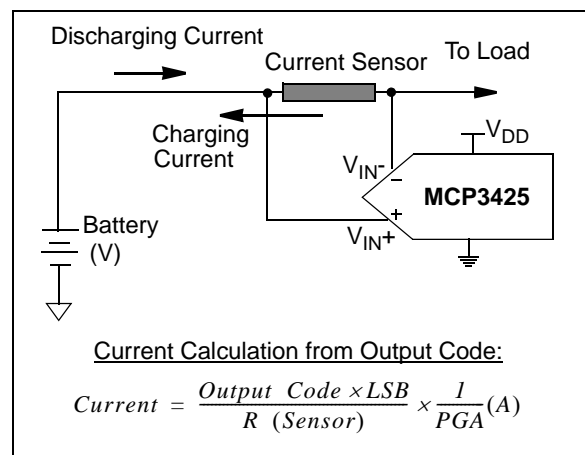 Discharging Current
Current Sensor
To Load
Charging
Current
VIN-
VDD
−
MCP3425
+
VIN+
Battery
(V)
Current Calculation from Output Code:
Current = Output Code × LSB / R (Sensor) × 1 / PGA (A)